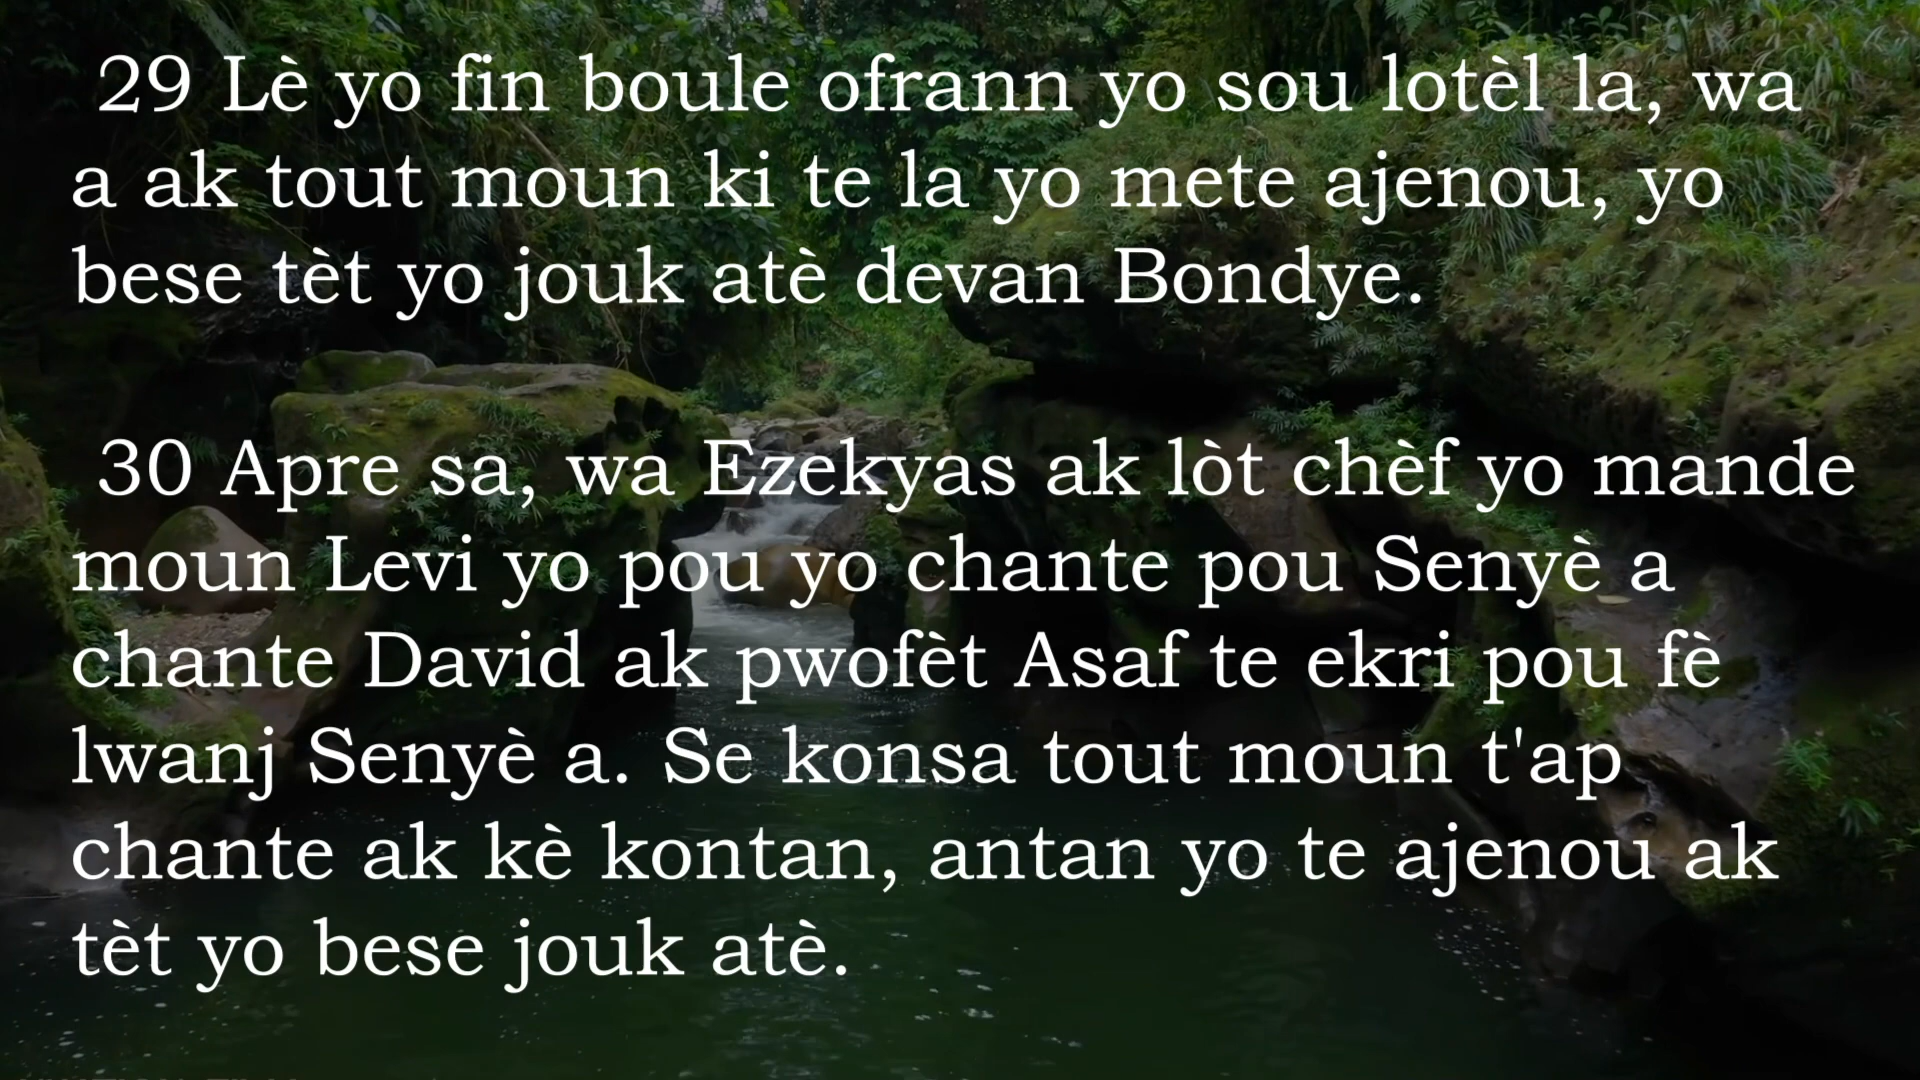 29 Lè yo fin boule ofrann yo sou lotèl la, wa
a ak tout moun ki te la yo mete ajenou, yo
bese tèt yo jouk atè devan Bondye.
30 Apre sa, wa Ezekyas ak lòt chèf yo mande
moun Levi yo pou yo chante pou Senyè a
chante David ak pwofèt Asaf te ekri pou fè
lwanj Senyè a. Se konsa tout moun t'ap
chante ak kè kontan, antan yo te ajenou ak
tèt yo bese jouk atè.